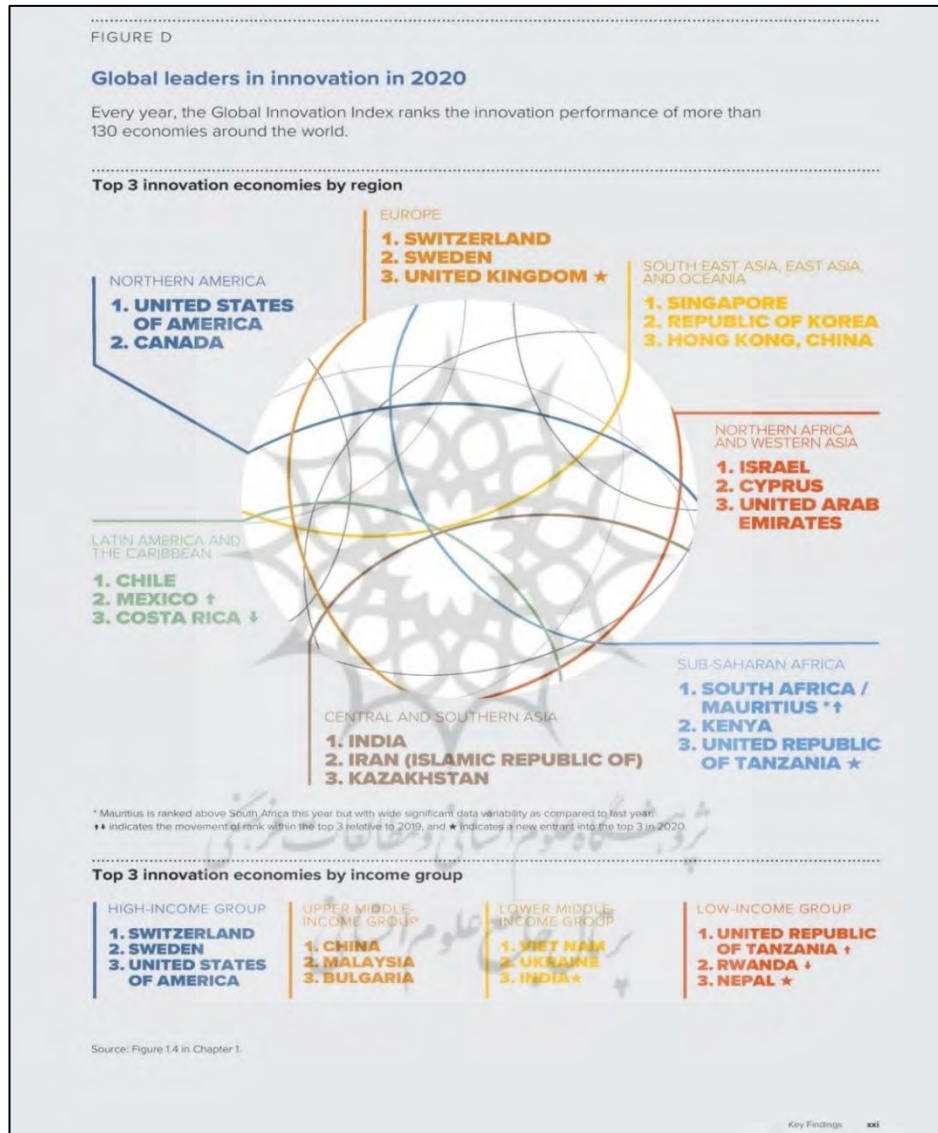 FIGURE D
Global leaders in innovation in 2020
Every year, the Global Innovation Index ranks the innovation performance of more than
130 economies around the world.
Top 3 innovation economies by region
EUROPE
1. SWITZERLAND
2. SWEDEN
3. UNITED KINGDOM ★
NORTHERN AMERICA
1. UNITED STATES
OF AMERICA
2. CANADA
SOUTH EAST ASIA, EAST ASIA,
AND OCEANIA
1. SINGAPORE
2. REPUBLIC OF KOREA
3. HONG KONG, CHINA
NORTHERN AFRICA
AND WESTERN ASIA
1. ISRAEL
2. CYPRUS
3. UNITED ARAB
EMIRATES
LATIN AMERICA AND
THE CARIBBEAN
1. CHILE
2. MEXICO ↑
3. COSTA RICA ↓
SUB-SAHARAN AFRICA
1. SOUTH AFRICA /
MAURITIUS *↑
2. KENYA
3. UNITED REPUBLIC
OF TANZANIA ★
CENTRAL AND SOUTHERN ASIA
1. INDIA
2. IRAN (ISLAMIC REPUBLIC OF)
3. KAZAKHSTAN
* Mauritius is ranked above South Africa this year but with wide significant data variability as compared to last year.
↑↓ indicates the movement of rank within the top 3 relative to 2019, and ★ indicates a new entrant into the top 3 in 2020.
پژوهشگاه علوم انسانی و مطالعات فرهنگی
Top 3 innovation economies by income group
HIGH-INCOME GROUP
1. SWITZERLAND
2. SWEDEN
3. UNITED STATES
OF AMERICA
UPPER MIDDLE-
INCOME GROUP
1. CHINA
2. MALAYSIA
3. BULGARIA
LOWER MIDDLE-
INCOME GROUP
1. VIET NAM
2. UKRAINE
3. INDIA ★
LOW-INCOME GROUP
1. UNITED REPUBLIC
OF TANZANIA ↑
2. RWANDA ↓
3. NEPAL ★
پرتال جامع علوم انسانی
Source: Figure 1.4 in Chapter 1.
Key Findings xxi